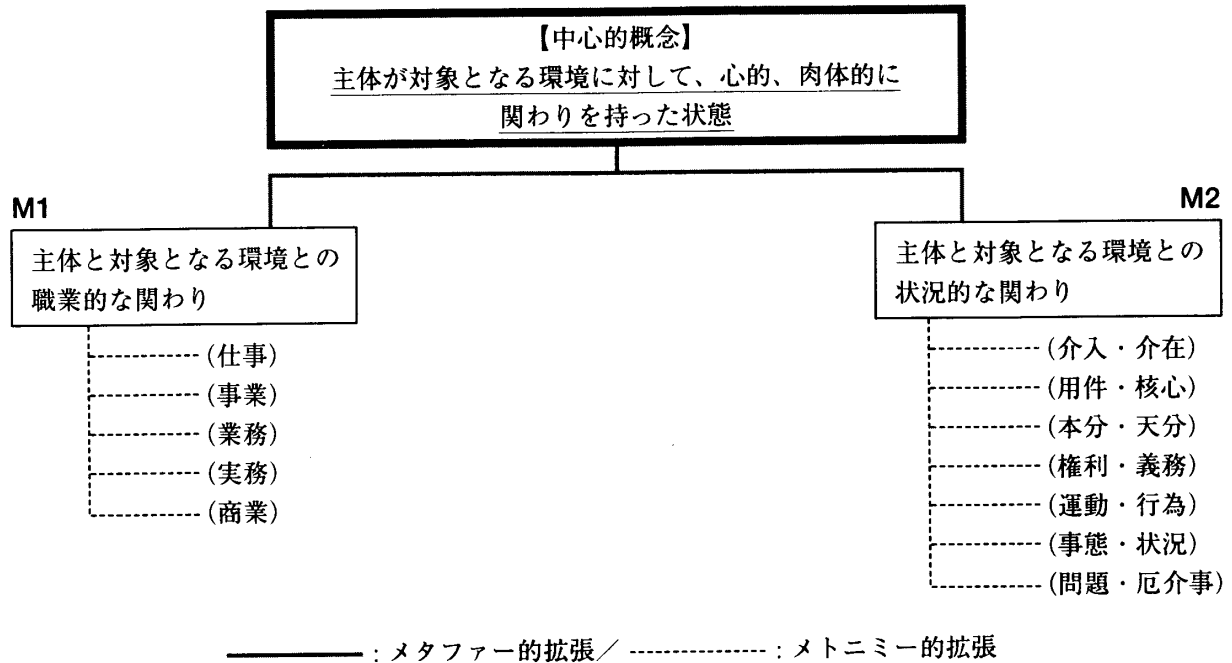 【中心的概念】
主体が対象となる環境に対して、心的、肉体的に
関わりを持った状態
M1
主体と対象となる環境との
職業的な関わり
(仕事)
(事業)
(業務)
(実務)
(商業)
M2
主体と対象となる環境との
状況的な関わり
(介入・介在)
(用件・核心)
(本分・天分)
(権利・義務)
(運動・行為)
(事態・状況)
(問題・厄介事)
:メタファー的拡張/ :メトニミー的拡張